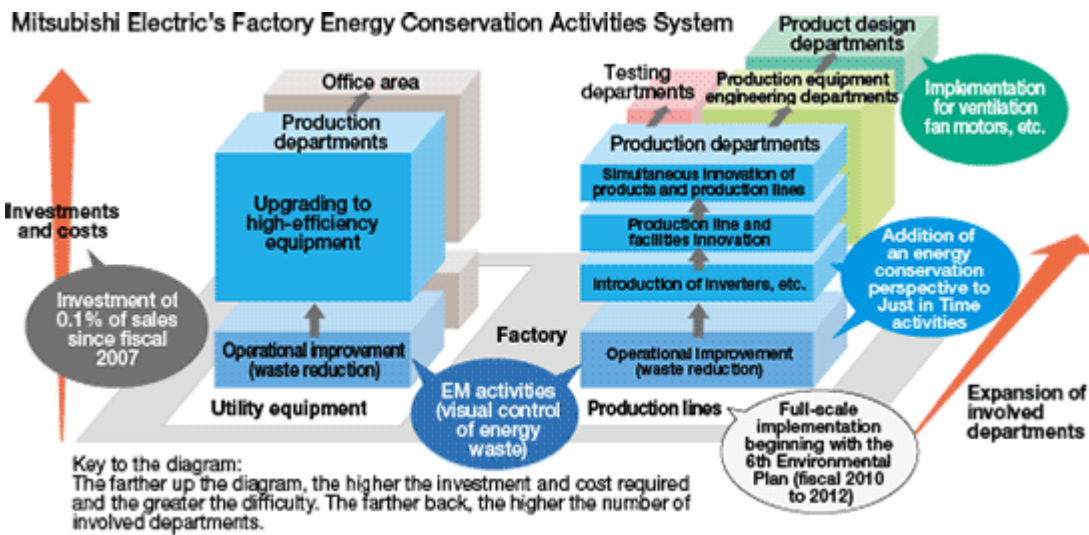 Mitsubishi Electric's Factory Energy Conservation Activities System
Investments
and costs
Investment of
0.1% of sales
since fiscal
2007
Office area
Production
departments
Upgrading to
high-efficiency
equipment
Operational improvement
(waste reduction)
Utility equipment
Factory
EM activities
(visual control
of energy
waste)
Product design
departments
Testing
departments
Production equipment
engineering departments
Implementation
for ventilation
fan motors, etc.
Production departments
Simultaneous innovation of
products and production lines
Production line and
facilities innovation
Introduction of inverters, etc.
Operational improvement
(waste reduction)
Addition of
an energy
conservation
perspective to
Just in Time
activities
Production lines
Full-scale
implementation
beginning with the
6th Environmental
Plan (fiscal 2010
to 2012)
Expansion of
involved
departments
Key to the diagram:
The farther up the diagram, the higher the investment and cost required
and the greater the difficulty. The farther back, the higher the number of
involved departments.